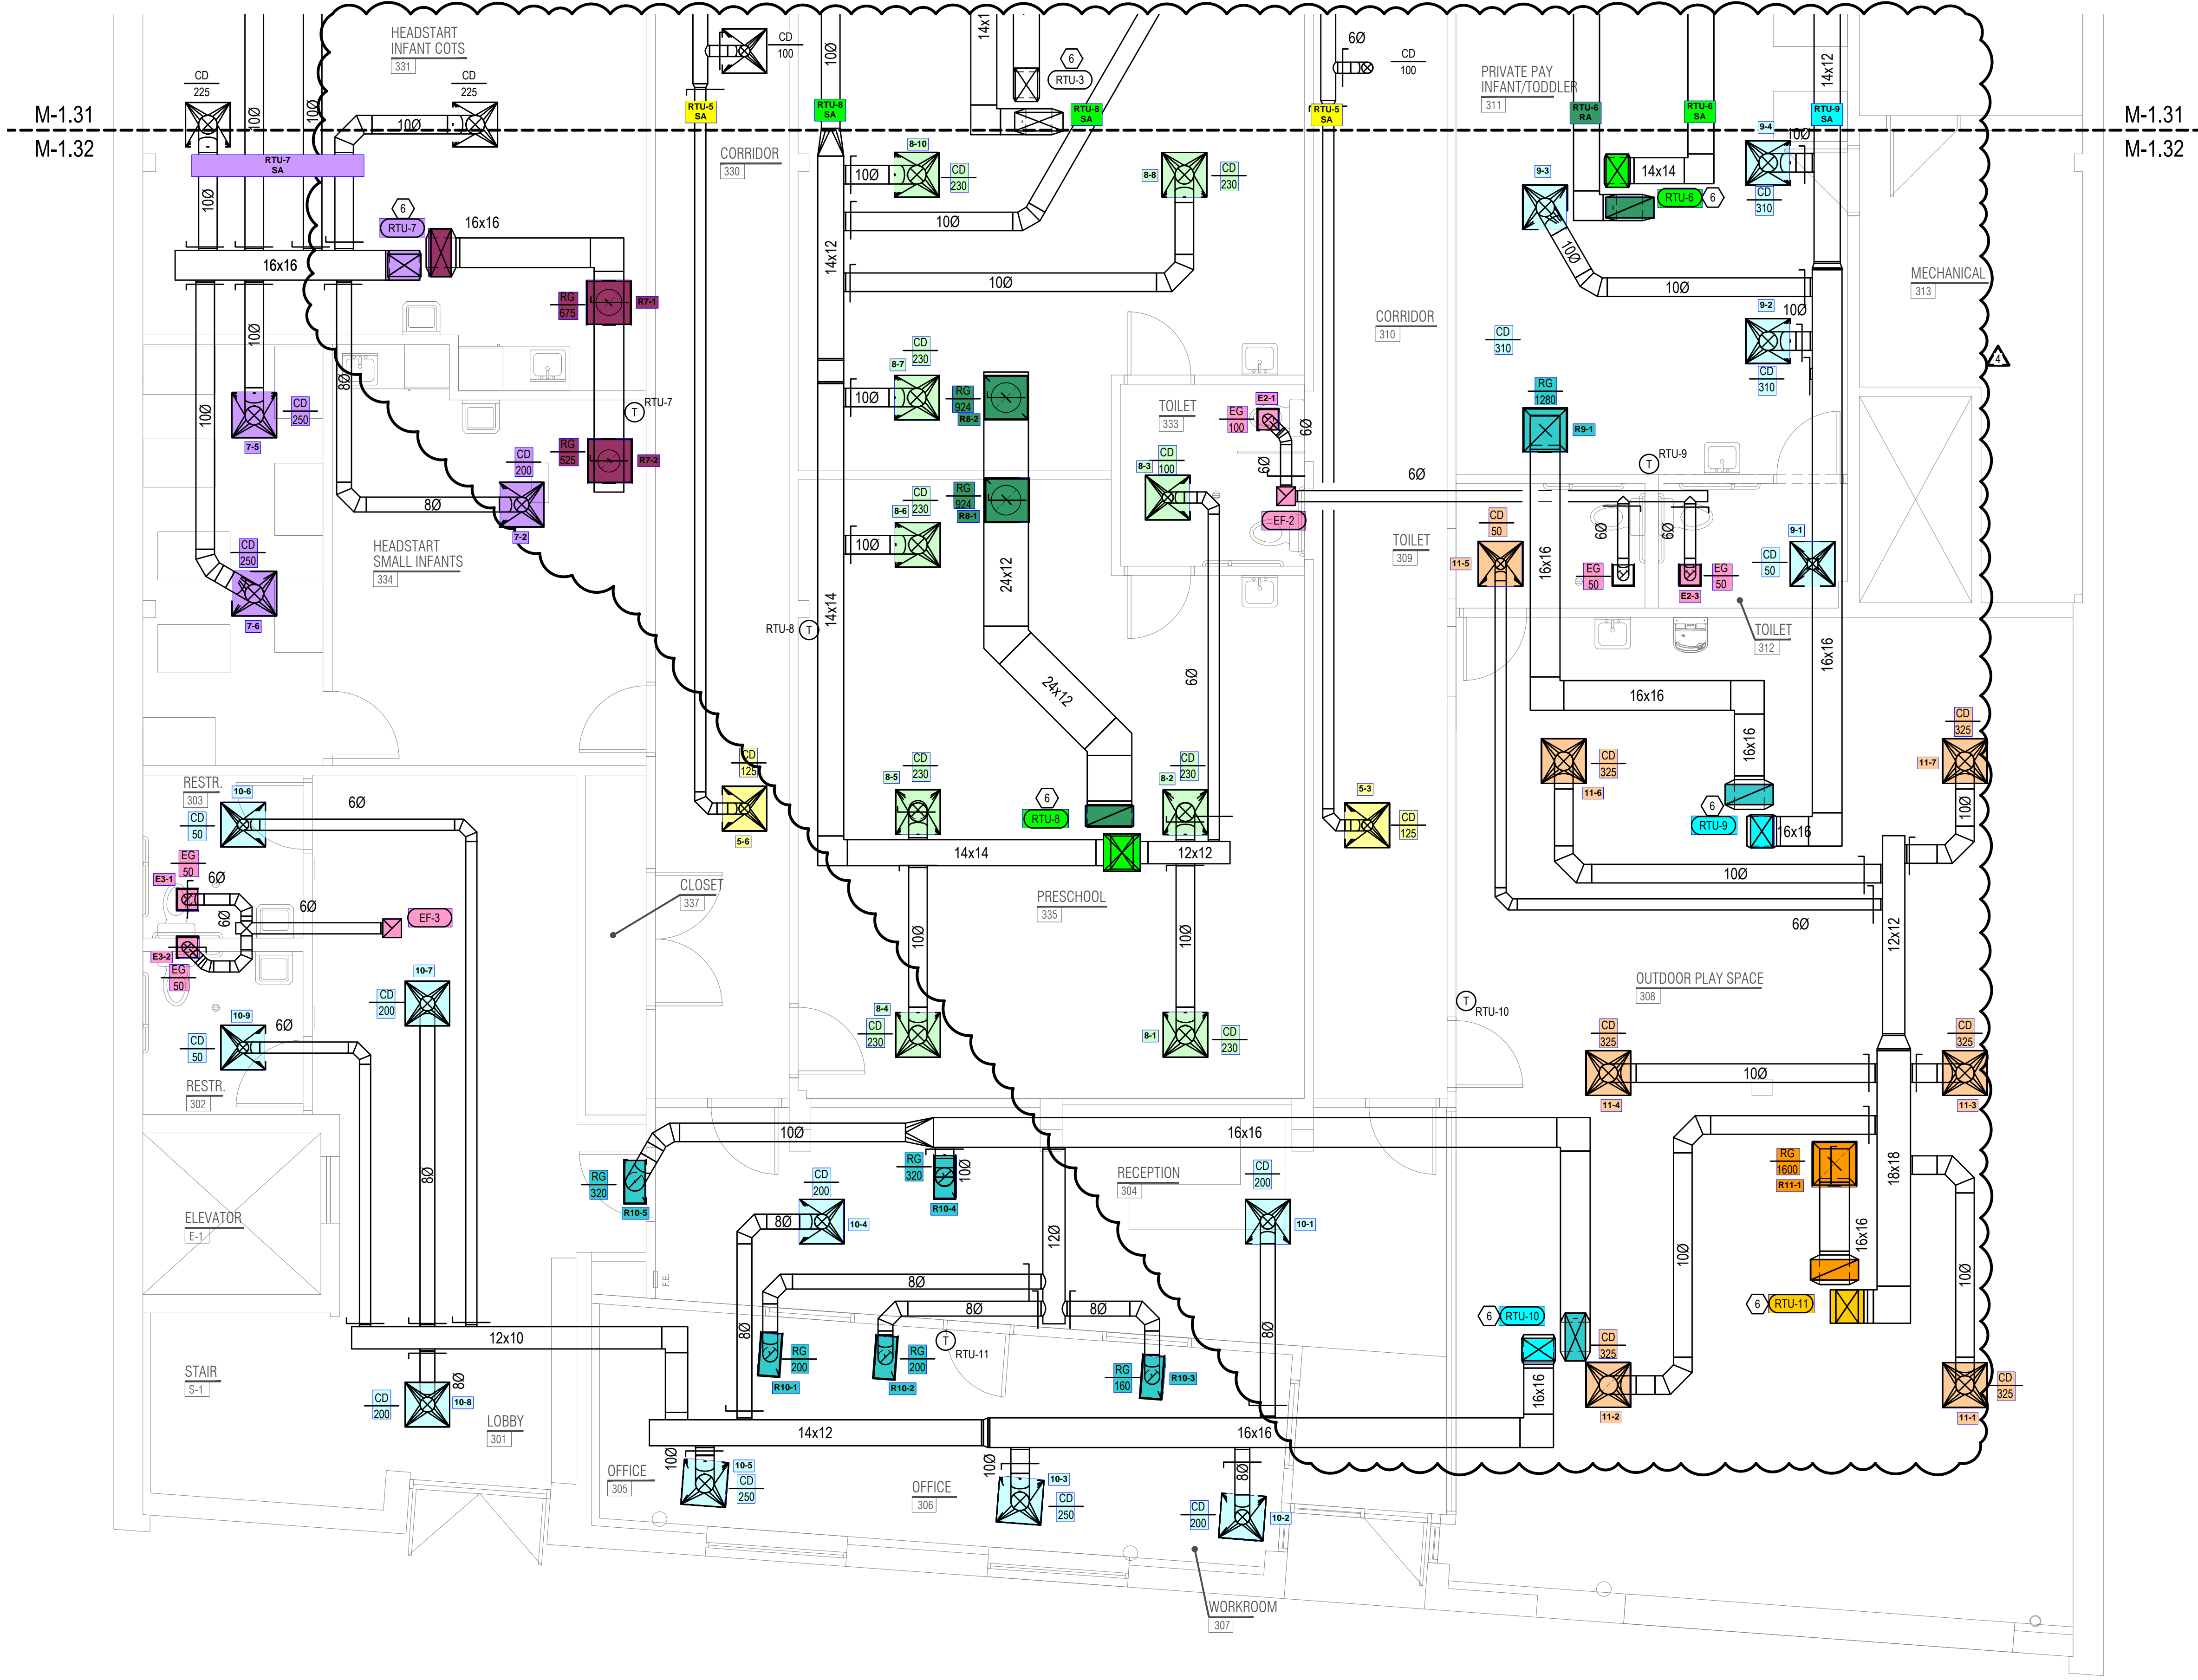 HEADSTART
INFANT COTS
331
CD
225
CD
225
10Ø
10Ø
10Ø
10Ø
CD
100
10Ø
14x1
6
RTU-3
6Ø
CD
100
PRIVATE PAY
INFANT/TODDLER
311
14x12
M-1.31
M-1.32
M-1.31
M-1.32
RTU-5
SA
RTU-8
SA
RTU-8
SA
RTU-5
SA
RTU-6
RA
RTU-6
SA
RTU-9
SA
9-4
10Ø
RTU-7
SA
CORRIDOR
330
8-10
10Ø
CD
230
8-8
CD
230
9-3
14x14
RTU-6
6
CD
310
10Ø
6
RTU-7
16x16
16x16
10Ø
14x12
10Ø
10Ø
10Ø
MECHANICAL
313
RG
675
R7-1
CORRIDOR
310
9-2
10Ø
CD
310
CD
310
4
10Ø
8Ø
CD
230
8-7
10Ø
RG
924
R8-2
TOILET
333
E2-1
EG
100
6Ø
6Ø
RG
1280
R9-1
10Ø
CD
250
7-5
RTU-7
T
RG
525
R7-2
CD
200
8Ø
7-2
CD
100
8-3
6Ø
T
RTU-9
CD
230
8-6
10Ø
RG
924
R8-1
EF-2
CD
50
11-5
TOILET
309
6Ø
6Ø
9-1
CD
50
EG
50
EG
50
E2-3
HEADSTART
SMALL INFANTS
334
CD
250
7-6
24x12
16x16
14x14
RTU-8
T
TOILET
312
16x16
24x12
6Ø
16x16
16x16
CD
325
11-7
CD
325
11-6
CD
125
5-6
CD
230
8-5
6
RTU-8
CD
230
8-2
5-3
CD
125
6
RTU-9
16x16
10Ø
RESTR.
303
10-6
CD
50
6Ø
14x14
12x12
10Ø
6Ø
EG
50
E3-1
6Ø
6Ø
6Ø
EF-3
E3-2
EG
50
CLOSET
337
PRESCHOOL
335
10Ø
10Ø
12x12
OUTDOOR PLAY SPACE
308
10-7
CD
200
T
RTU-10
10-9
CD
50
6Ø
8-4
CD
230
8-1
CD
230
CD
325
11-4
10Ø
CD
325
11-3
RESTR.
302
10Ø
16x16
8Ø
RG
320
R10-5
RG
320
10Ø
R10-4
RECEPTION
304
CD
200
10-1
RG
1600
R11-1
18x18
CD
200
8Ø
10-4
ELEVATOR
E-1
12Ø
16x16
10Ø
10Ø
F.E.
8Ø
8Ø
8Ø
6
RTU-10
6
RTU-11
12x10
8Ø
8Ø
T
RTU-11
CD
325
RG
200
R10-1
RG
200
R10-2
RG
160
R10-3
STAIR
S-1
16x16
CD
325
8Ø
CD
200
10-8
11-2
11-1
LOBBY
301
14x12
16x16
10Ø
10-5
CD
250
10Ø
10-3
CD
250
8Ø
CD
200
10-2
OFFICE
305
OFFICE
306
WORKROOM
307